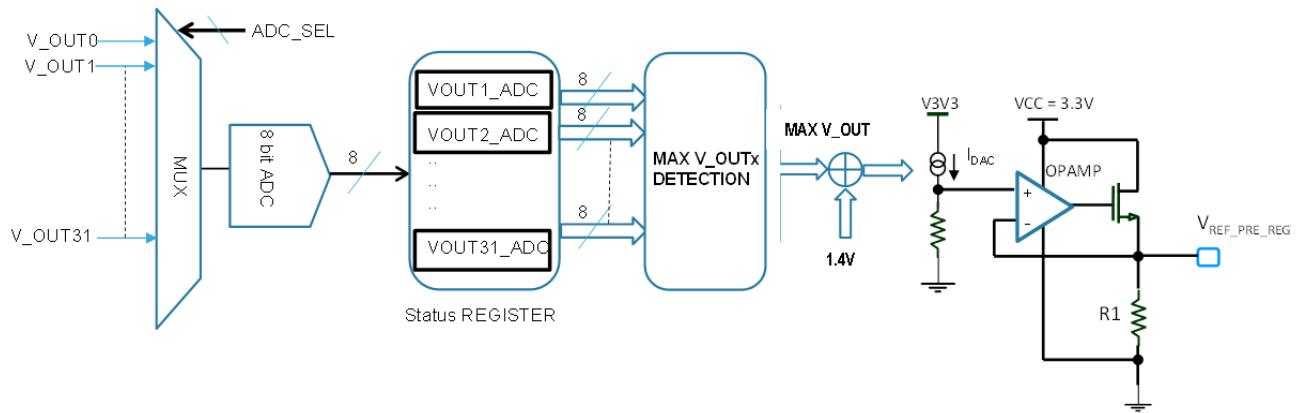 V_OUT0
V_OUT1
V_OUT31
ADC_SEL
MUX
8 bit ADC
8
VOUT1_ADC
VOUT2_ADC
..
..
..
VOUT31_ADC
Status REGISTER
8
8
8
MAX V_OUTx
DETECTION
MAX V_OUT
1.4V
V3V3
I_DAC
VCC = 3.3V
OPAMP
+
-
V_REF_PRE_REG
R1